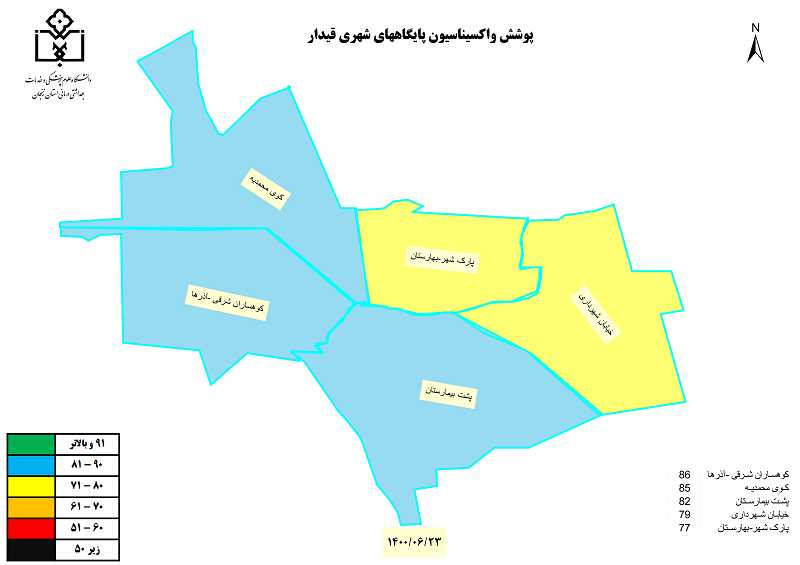 پوشش واکسیناسیون پایگاههای شهری قیدار
N
دانشگاه علوم پزشکی و خدمات
بهداشتی درمانی استان زنجان
کوی محمدیه
پارک شهر-بهارستان
کوهساران شرقی -آذرها
خیابان شهرداری
پشت بیمارستان
۹۱ و بالاتر
۸۱ – ۹۰
۷۱ – ۸۰
۶۱ – ۷۰
۵۱ – ۶۰
زیر ۵۰
کوهساران شرقی -آذرها 86
کوی محمدیه 85
پشت بیمارستان 82
خیابان شهرداری 79
پارک شهر-بهارستان 77
۱۴۰۰/۰۶/۲۳